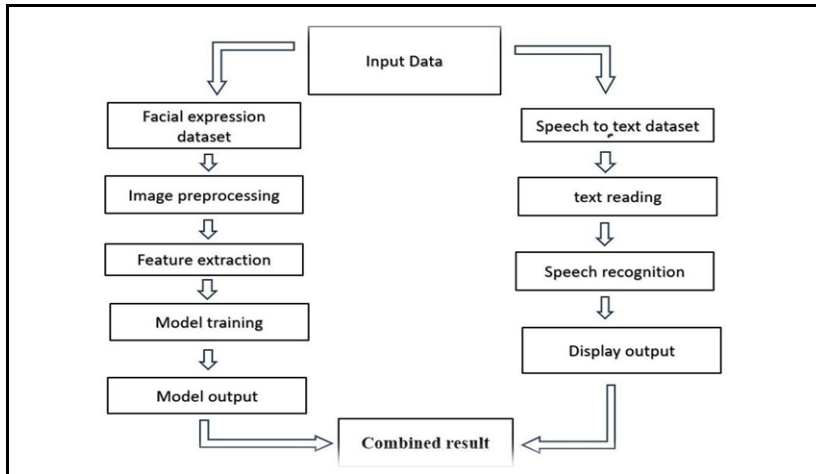 Input Data
Facial expression
dataset
Image preprocessing
Feature extraction
Model training
Model output
Speech to text dataset
text reading
Speech recognition
Display output
Combined result